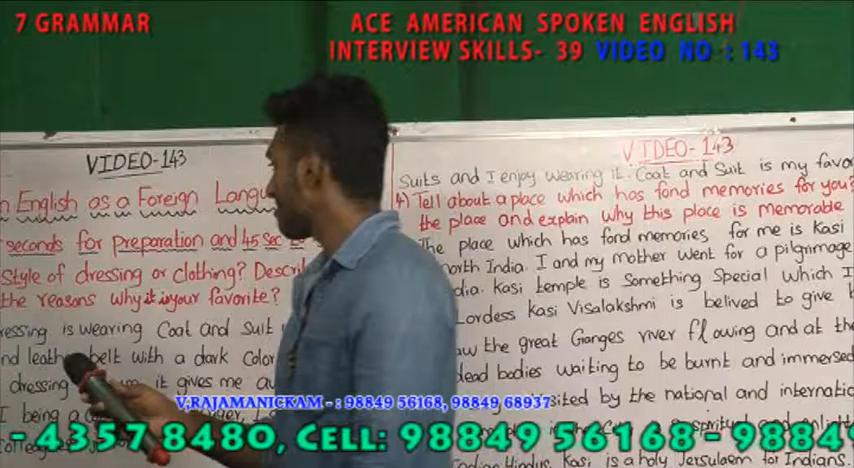 7 GRAMMAR
ACE AMERICAN SPOKEN ENGLISH
INTERVIEW SKILLS- 39 VIDEO NO : 143
VIDEO-143
n English as a Foreign Langu
seconds for preparation and 45 sec
Style of dressing or clothing? Describ
the reasons why it is your favorite?
ressing is wearing Coat and Suit
nd leather belt with a dark color
dressing it gives me a
I being a
VIDEO-143
Suits and I enjoy wearing it. Coat and Suit is my favo
4) Tell about a place which has fond memories for you?
the place and explain why this place is memorable
The place which has fond memories for me is Kasi
north India. I and my mother went for a pilgrimage
dia. Kasi temple is Something Special which I
Lordess Kasi Visalakshmi is belived to give
aw the great Ganges river flowing and at the
dead bodies waiting to be burnt and immersed
isited by the national and internatio
Indian Hindus. Kasi is a holy Jerusalem for Indians.
V.RAJAMANICKAM - : 98849 56168, 98849 68937
- 4357 8480, CELL: 98849 56168 - 9884